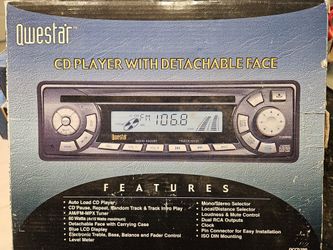 Qwestar™
CD PLAYER WITH DETACHABLE FACE
FM 106.8
Qwestar
FEATURES
• Auto Load CD Player
• CD Pause, Repeat, Random Track & Track Intro Play
• AM/FM-MPX Tuner
• Detachable Face with Carrying Case
• Blue LCD Display
• Electronic Treble, Bass, Balance and Fader Control
• Level Meter
• Mono/Stereo Selector
• Local/Distance Selector
• Loudness & Mute Control
• Dual RCA Outputs
• Clock
• Pin Connector for Easy Installation
• ISO DIN Mounting